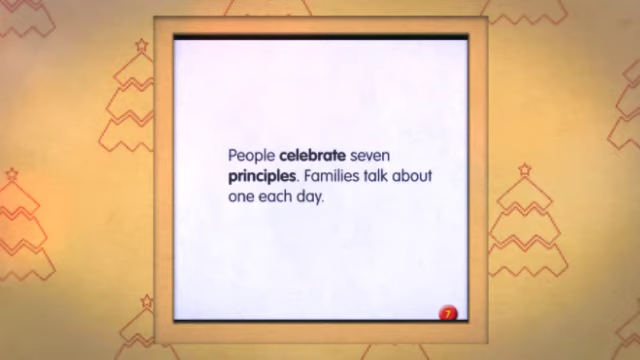 People celebrate seven
principles. Families talk about
one each day.
7